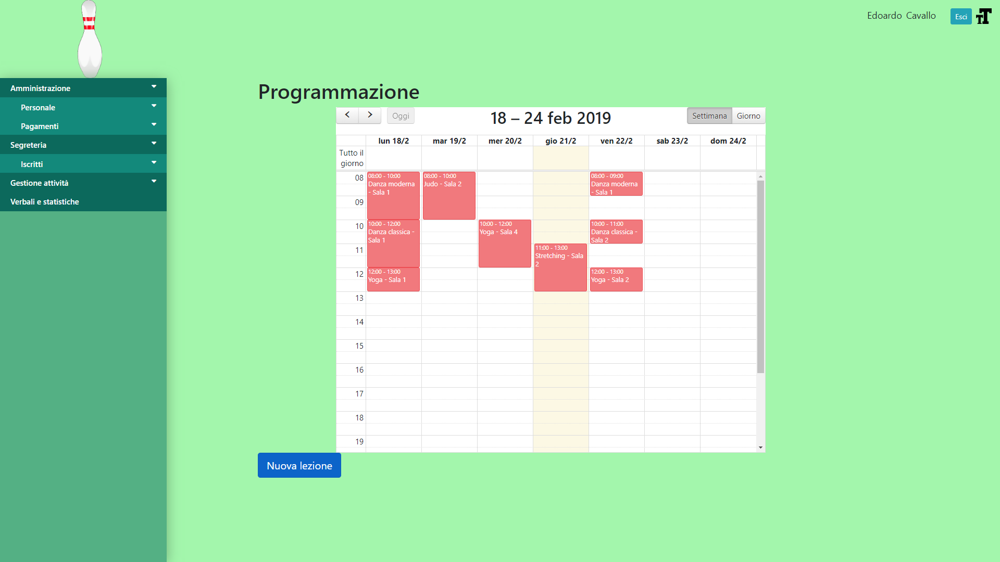 Edoardo Cavallo
Esci
TT
Amministrazione
Personale
Pagamenti
Segreteria
Iscritti
Gestione attività
Verbali e statistiche
Programmazione
Oggi
18 – 24 feb 2019
Settimana Giorno
lun 18/2 mar 19/2 mer 20/2 gio 21/2 ven 22/2 sab 23/2 dom 24/2
Tutto il
giorno
08
09
10
11
12
13
14
15
16
17
18
19
08:00 - 10:00
Danza moderna
- Sala 1
10:00 - 12:00
Danza classica -
Sala 1
12:00 - 13:00
Yoga - Sala 1
08:00 - 10:00
Judo - Sala 2
10:00 - 12:00
Yoga - Sala 4
11:00 - 13:00
Stretching - Sala
2
08:00 - 09:00
Danza moderna
- Sala 1
10:00 - 11:00
Danza classica -
Sala 2
12:00 - 13:00
Yoga - Sala 2
Nuova lezione